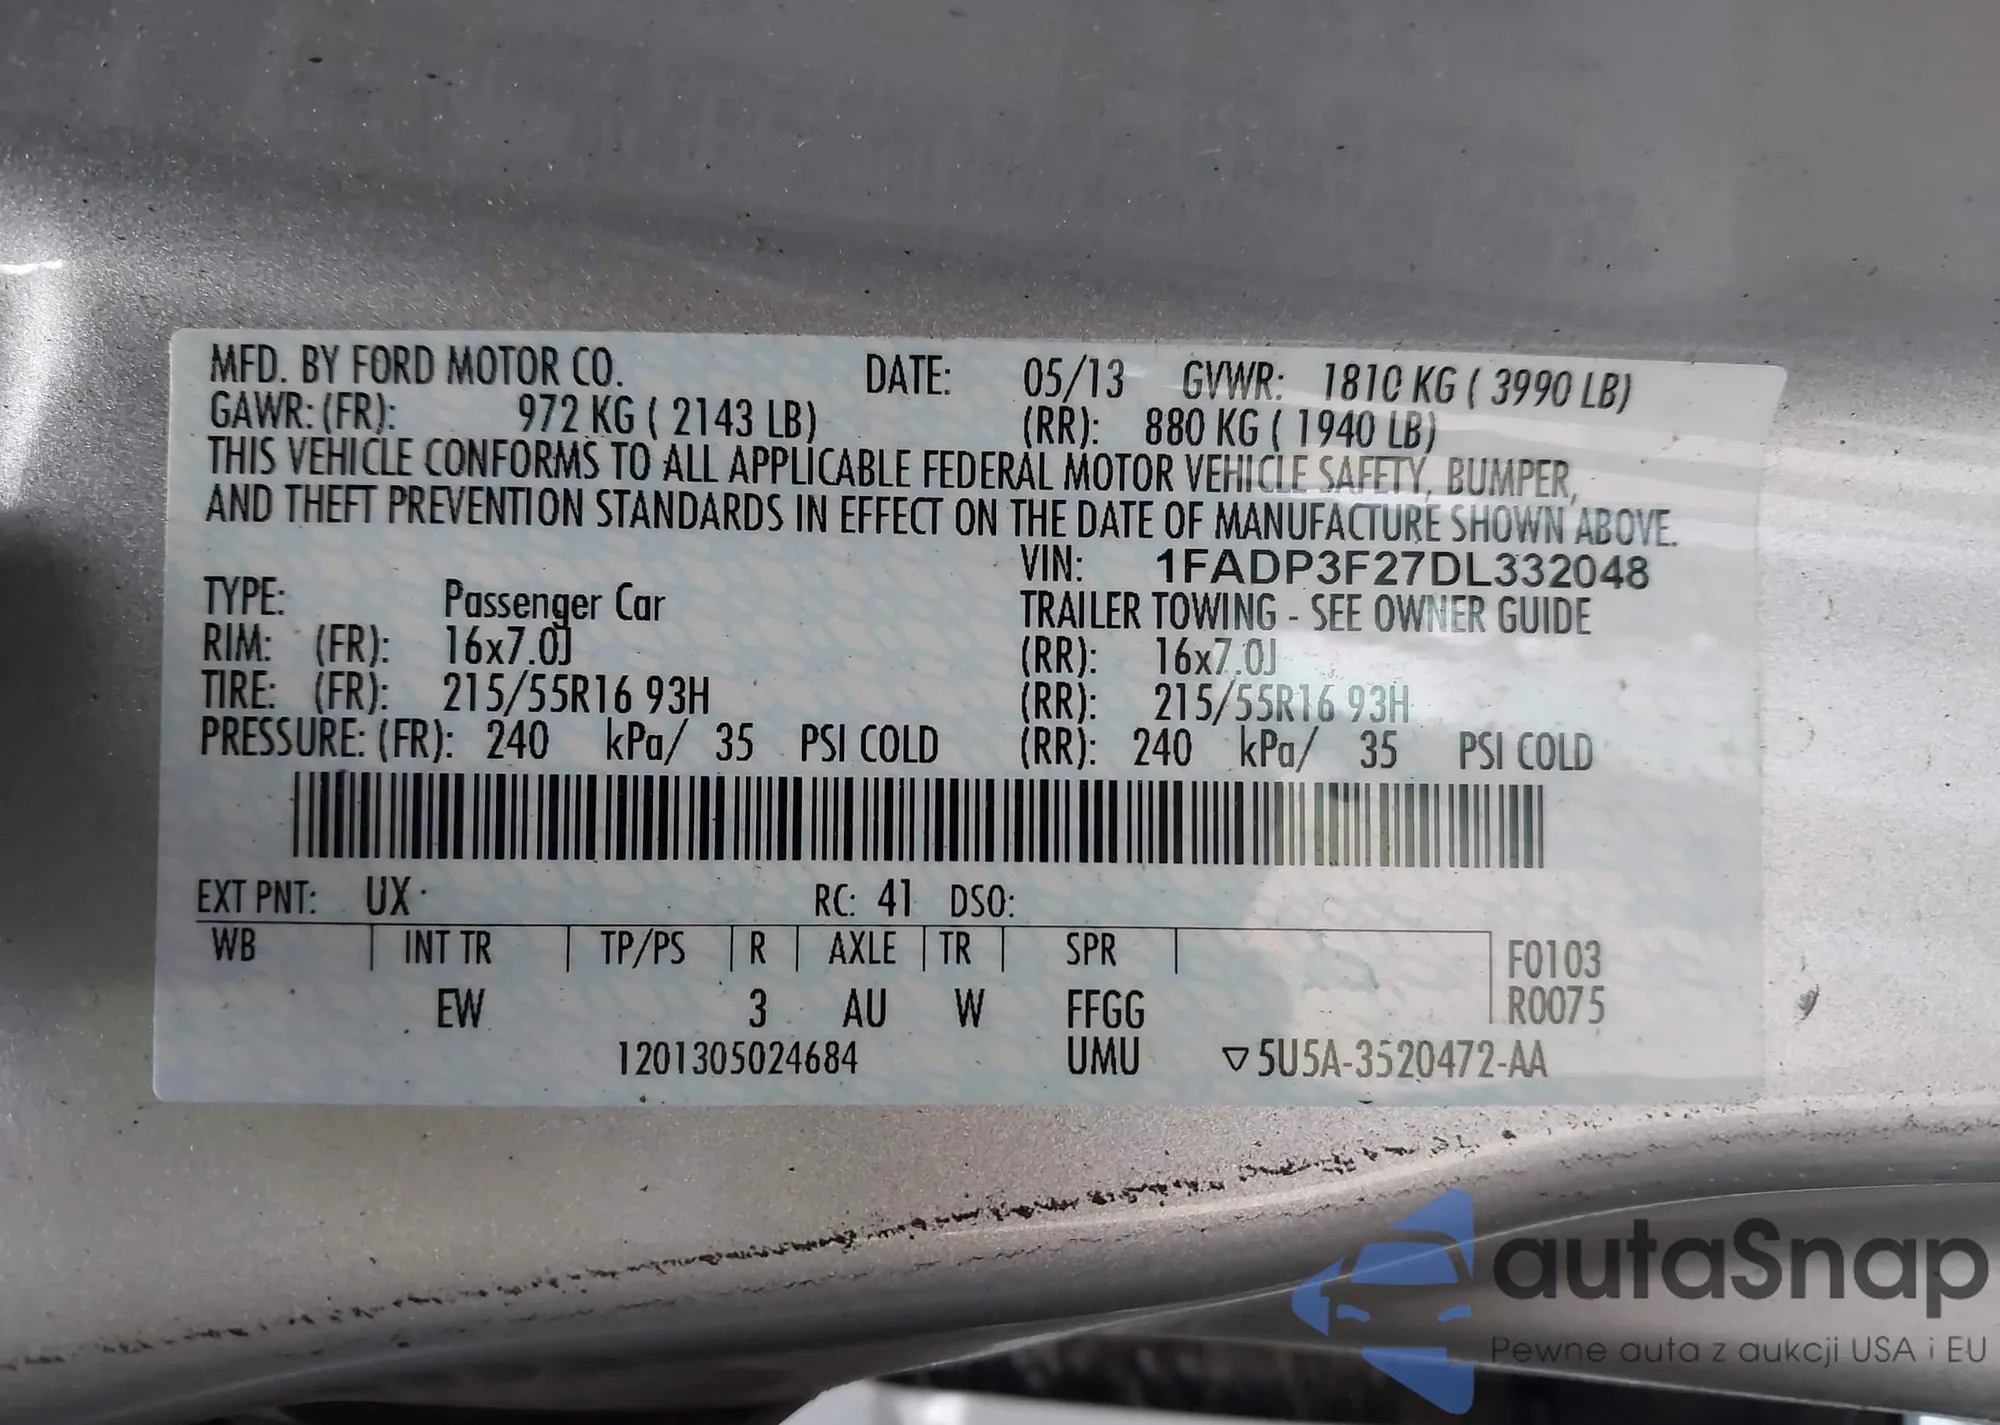 MFD. BY FORD MOTOR CO. DATE: 05/13 GVWR: 1810 KG ( 3990 LB)
GAWR: (FR): 972 KG ( 2143 LB) (RR): 880 KG ( 1940 LB)
THIS VEHICLE CONFORMS TO ALL APPLICABLE FEDERAL MOTOR VEHICLE SAFETY, BUMPER,
AND THEFT PREVENTION STANDARDS IN EFFECT ON THE DATE OF MANUFACTURE SHOWN ABOVE.
VIN: 1FADP3F27DL332048
TYPE: Passenger Car TRAILER TOWING - SEE OWNER GUIDE
RIM: (FR): 16x7.0J (RR): 16x7.0J
TIRE: (FR): 215/55R16 93H (RR): 215/55R16 93H
PRESSURE: (FR): 240 kPa/ 35 PSI COLD (RR): 240 kPa/ 35 PSI COLD
EXT PNT: UX RC: 41 DSO:
WB INT TR TP/PS R AXLE TR SPR F0103
EW 3 AU W FFGG R0075
1201305024684 UMU ▽5U5A-3520472-AA
autaSnap
Pewne auta z aukcji USA i EU